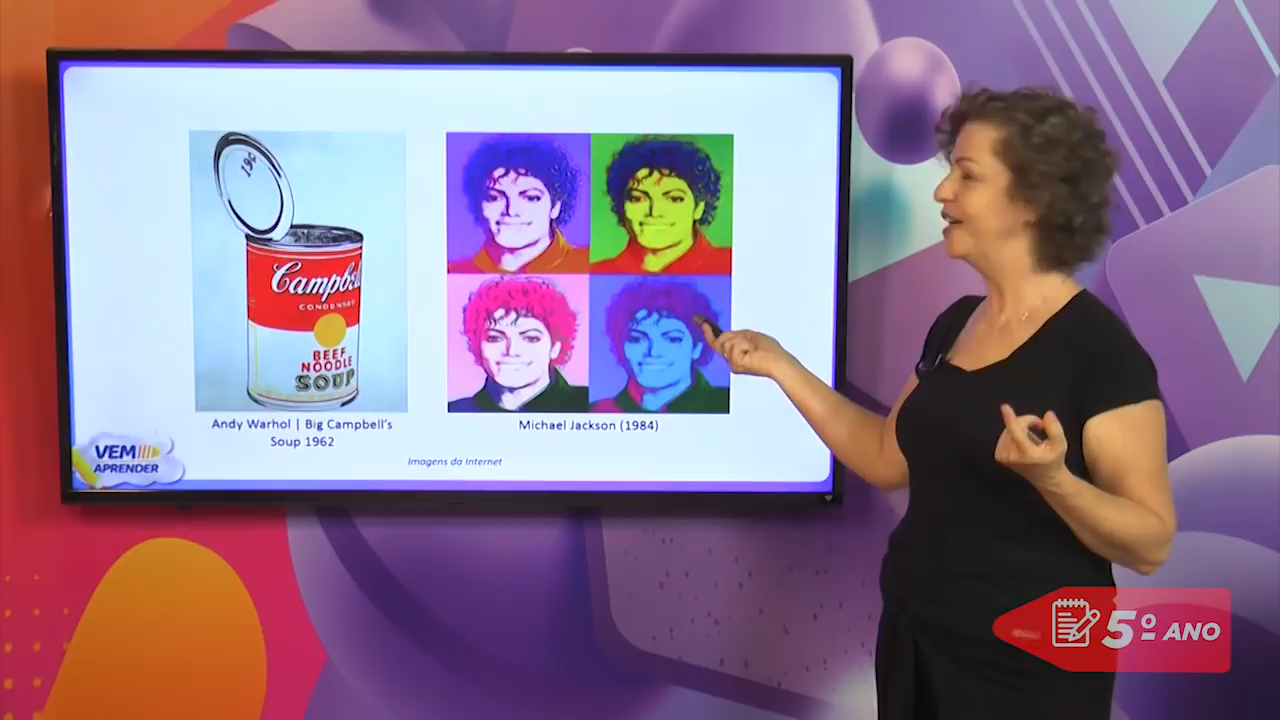 19¢
Campbell
CONDENSED
BEEF
NOODLE
SOUP
Andy Warhol | Big Campbell's
Soup 1962
Michael Jackson (1984)
Imagens da Internet
VEM
APRENDER
5º ANO